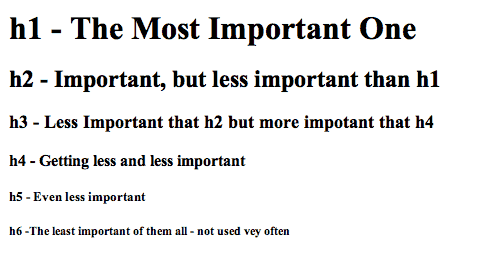 h1 - The Most Important One
h2 - Important, but less important than h1
h3 - Less Important that h2 but more impotant that h4
h4 - Getting less and less important
h5 - Even less important
h6 -The least important of them all - not used vey often